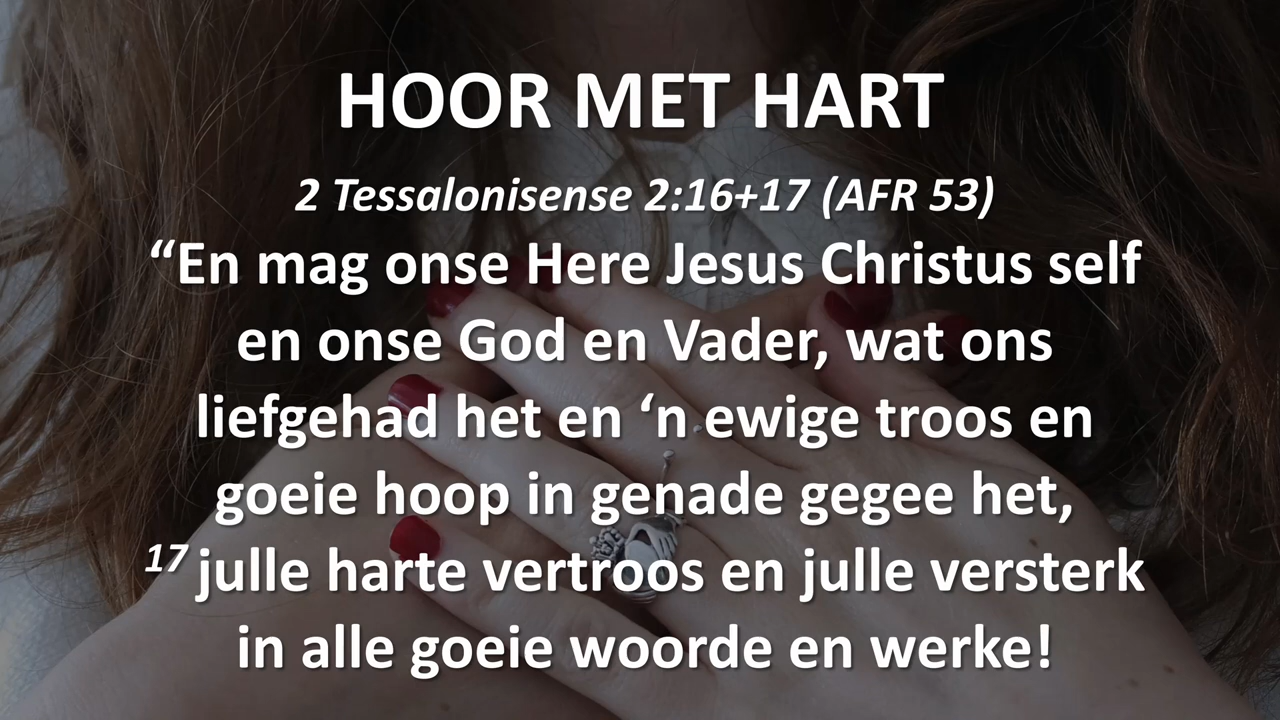 HOOR MET HART
2 Tessalonisense 2:16+17 (AFR 53)
“En mag onse Here Jesus Christus self
en onse God en Vader, wat ons
liefgehad het en ‘n ewige troos en
goeie hoop in genade gegee het,
17 julle harte vertroos en julle versterk
in alle goeie woorde en werke!